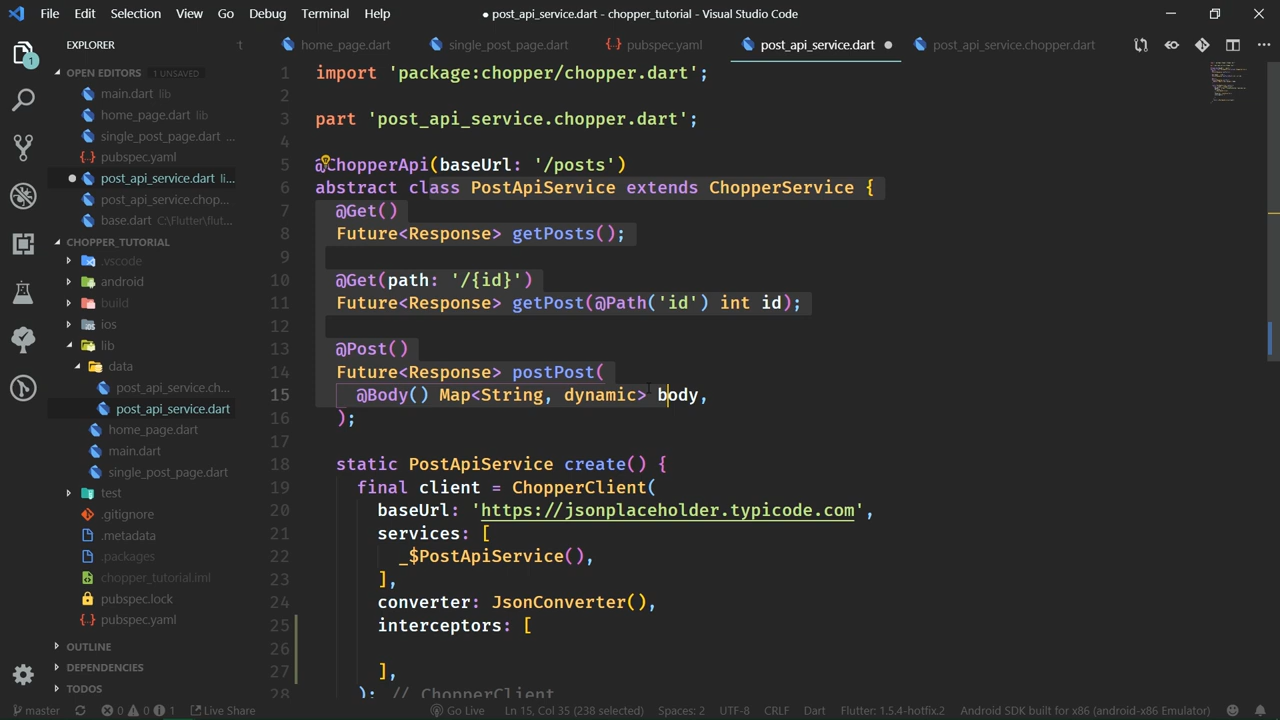 File Edit Selection View Go Debug Terminal Help
● post_api_service.dart - chopper_tutorial - Visual Studio Code
EXPLORER
home_page.dart single_post_page.dart pubspec.yaml post_api_service.dart post_api_service.chopper.dart
1
OPEN EDITORS 1 UNSAVED
main.dart lib
home_page.dart lib
single_post_page.dart ...
pubspec.yaml
post_api_service.dart li...
post_api_service.chop...
base.dart C:\Flutter\flut...
CHOPPER_TUTORIAL
.vscode
android
build
ios
lib
data
post_api_service.ch...
post_api_service.dart
home_page.dart
main.dart
single_post_page.dart
test
.gitignore
.metadata
.packages
chopper_tutorial.iml
pubspec.lock
pubspec.yaml
OUTLINE
DEPENDENCIES
TODOS
1 import 'package:chopper/chopper.dart';
2
3 part 'post_api_service.chopper.dart';
4
5 @ChopperApi(baseUrl: '/posts')
6 abstract class PostApiService extends ChopperService {
7 @Get()
8 Future<Response> getPosts();
9
10 @Get(path: '/{id}')
11 Future<Response> getPost(@Path('id') int id);
12
13 @Post()
14 Future<Response> postPost(
15 @Body() Map<String, dynamic> body,
16 );
17
18 static PostApiService create() {
19 final client = ChopperClient(
20 baseUrl: 'https://jsonplaceholder.typicode.com',
21 services: [
22 _$PostApiService(),
23 ],
24 converter: JsonConverter(),
25 interceptors: [
26
27 ],
28 ); // ChopperClient
master 0 0 1 Live Share Go Live Ln 15, Col 35 (238 selected) Spaces: 2 UTF-8 CRLF Dart Flutter: 1.5.4-hotfix.2 Android SDK built for x86 (android-x86 Emulator)